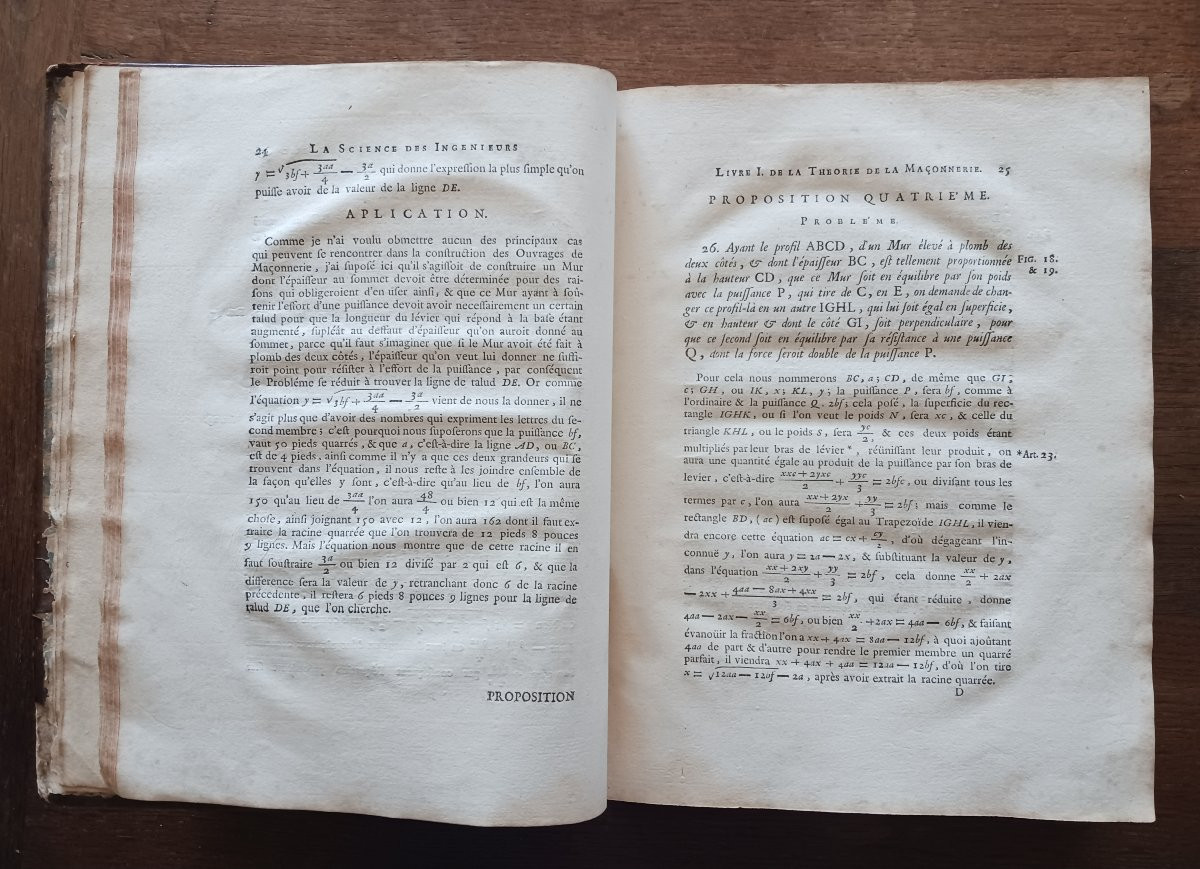 24 LA SCIENCE DES INGENIEURS
y = √3bf + 3aa/4 — 3a/2 qui donne l'expreſſion la plus ſimple qu'on
puiſſe avoir de la valeur de la ligne DE.
APLICATION.
Comme je n'ai voulu obmettre aucun des principaux cas
qui peuvent ſe rencontrer dans la conſtruction des Ouvrages de
Maçonnerie, j'ai ſupoſé ici qu'il s'agiſſoit de conſtruire un Mur
dont l'épaiſſeur au ſommet devoit être déterminée pour des rai-
ſons qui obligeroient d'en uſer ainſi, & que ce Mur ayant à ſoû-
tenir l'effort d'une puiſſance devoit avoir neceſſairement un certain
talud pour que la longueur du lévier qui répond à la baſe étant
augmenté, ſupléât au deffaut d'épaiſſeur qu'on auroit donné au
ſommet, parce qu'il faut s'imaginer que ſi le Mur avoit été fait à
plomb des deux côtés, l'épaiſſeur qu'on veut lui donner ne ſuffi-
roit point pour réſiſter à l'effort de la puiſſance, par conſéquent
le Probléme ſe réduit à trouver la ligne de talud DE. Or comme
l'équation y = √3bf + 3aa/4 — 3a/2 vient de nous la donner, il ne
s'agit plus que d'avoir des nombres qui expriment les lettres du ſe-
cond membre ; c'eſt pourquoi nous ſupoſerons que la puiſſance bf,
vaut 50 pieds quarrés, & que a, c'eſt-à-dire la ligne AD, ou BC,
eſt de 4 pieds, ainſi comme il n'y a que ces deux grandeurs qui ſe
trouvent dans l'équation, il nous reſte à les joindre enſemble de
la façon qu'elles y ſont, c'eſt-à-dire qu'au lieu de bf, l'on aura
150 qu'au lieu de 3aa/4 l'on aura 48/4 ou bien 12 qui eſt la même
choſe, ainſi joignant 150 avec 12, l'on aura 162 dont il faut ex-
traite la racine quarrée que l'on trouvera de 12 pieds 8 pouces
9 lignes. Mais l'équation nous montre que de cette racine il en
faut ſouſtraire 3a/2 ou bien 12 diviſé par 2 qui eſt 6, & que la
différence ſera la valeur de y, retranchant donc 6 de la racine
précedente, il reſtera 6 pieds 8 pouces 9 lignes pour la ligne de
talud DE, que l'on cherche.
PROPOSITION
LIVRE I. DE LA THEORIE DE LA MAÇONNERIE. 25
PROPOSITION QUATRIE'ME.
PROBLE'ME.
26. Ayant le profil ABCD, d'un Mur élevé à plomb des
deux côtés, & dont l'épaiſſeur BC, eſt tellement proportionnée
FIG. 18.
à la hauteur CD, que ce Mur ſoit en équilibre par ſon poids
& 19.
avec la puiſſance P, qui tire de C, en E, on demande de chan-
ger ce profil-là en un autre IGHL, qui lui ſoit égal en ſuperficie,
& en hauteur & dont le côté GI, ſoit perpendiculaire, pour
que ce ſecond ſoit en équilibre par ſa réſiſtance à une puiſſance
Q, dont la force ſeroit double de la puiſſance P.
Pour cela nous nommerons BC, a ; CD, de même que GI,
c ; GH, ou IK, x ; KL, y ; la puiſſance P, ſera bf, comme à
l'ordinaire & la puiſſance Q. 2bf ; cela poſé, la ſuperficie du rec-
tangle IGHK, ou ſi l'on veut le poids N, ſera xc, & celle du
triangle KHL, ou le poids S, ſera yc/2, & ces deux poids étant
multipliés par leur bras de lévier *, réüniſſant leur produit, on
*Art. 23.
aura une quantité égale au produit de la puiſſance par ſon bras de
levier, c'eſt-à-dire xxc + 2yxc/2 + yyc/3 = 2bfc, ou diviſant tous les
termes par c, l'on aura xx + 2yx/2 + yy/3 = 2bf ; mais comme le
rectangle BD, (ac) eſt ſupoſé égal au Trapezoïde IGHL, il vien-
dra encore cette équation ac = cx + cy/2, d'où dégageant l'in-
connuë y, l'on aura y = 2a — 2x, & ſubſtituant la valeur de y,
dans l'équation xx + 2xy/2 + yy/3 = 2bf, cela donne xx/2 + 2ax
— 2xx + 4aa — 8ax + 4xx/3 = 2bf, qui étant réduite, donne
4aa — 2ax — xx/2 = 6bf, ou bien xx/2 + 2ax = 4aa — 6bf, & faiſant
évanoüir la fraction l'on a xx + 4ax = 8aa — 12bf, à quoi ajoûtant
4aa de part & d'autre pour rendre le premier membre un quarré
parfait, il viendra xx + 4ax + 4aa = 12aa — 12bf, d'où l'on tire
x = √12aa — 12bf — 2a, après avoir extrait la racine quarrée.
D